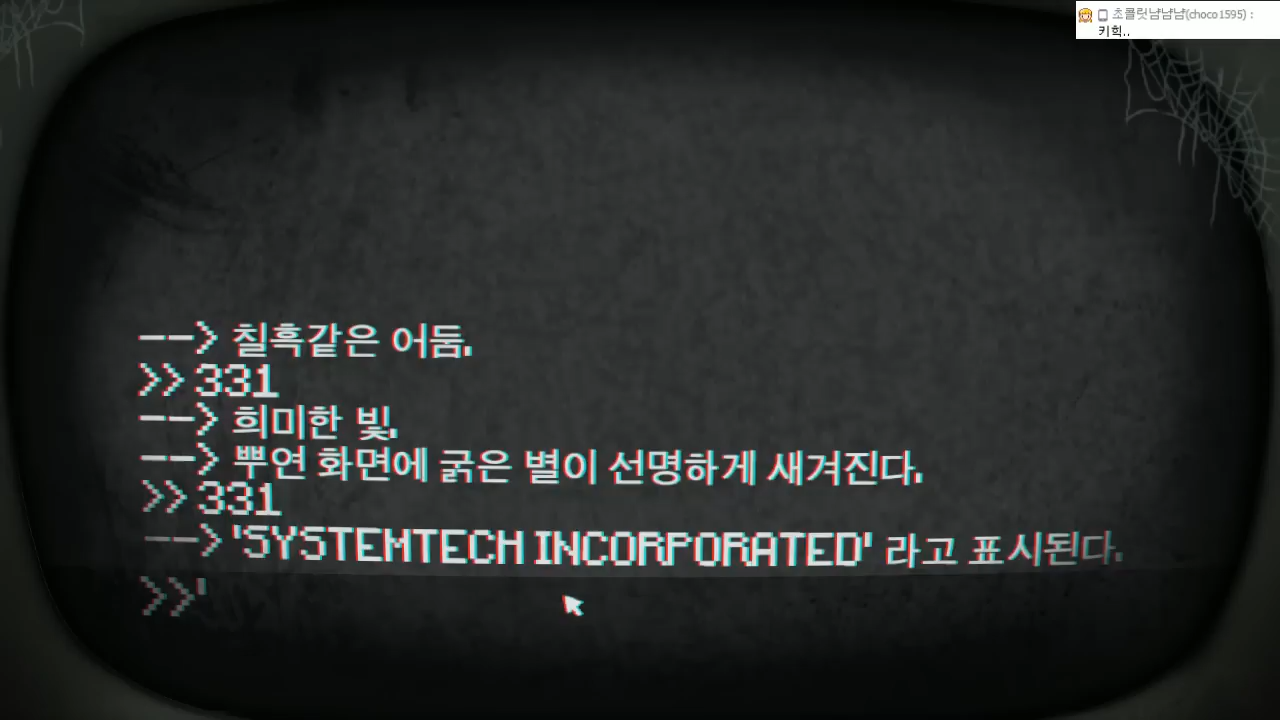 초콜릿냠냠냠(choco1595) :
키힉..
--> 칠흑같은 어둠.
>> 331
--> 희미한 빛.
--> 뿌연 화면에 굵은 별이 선명하게 새겨진다.
>> 331
--> 'SYSTEMTECH INCORPORATED' 라고 표시된다.
>>'